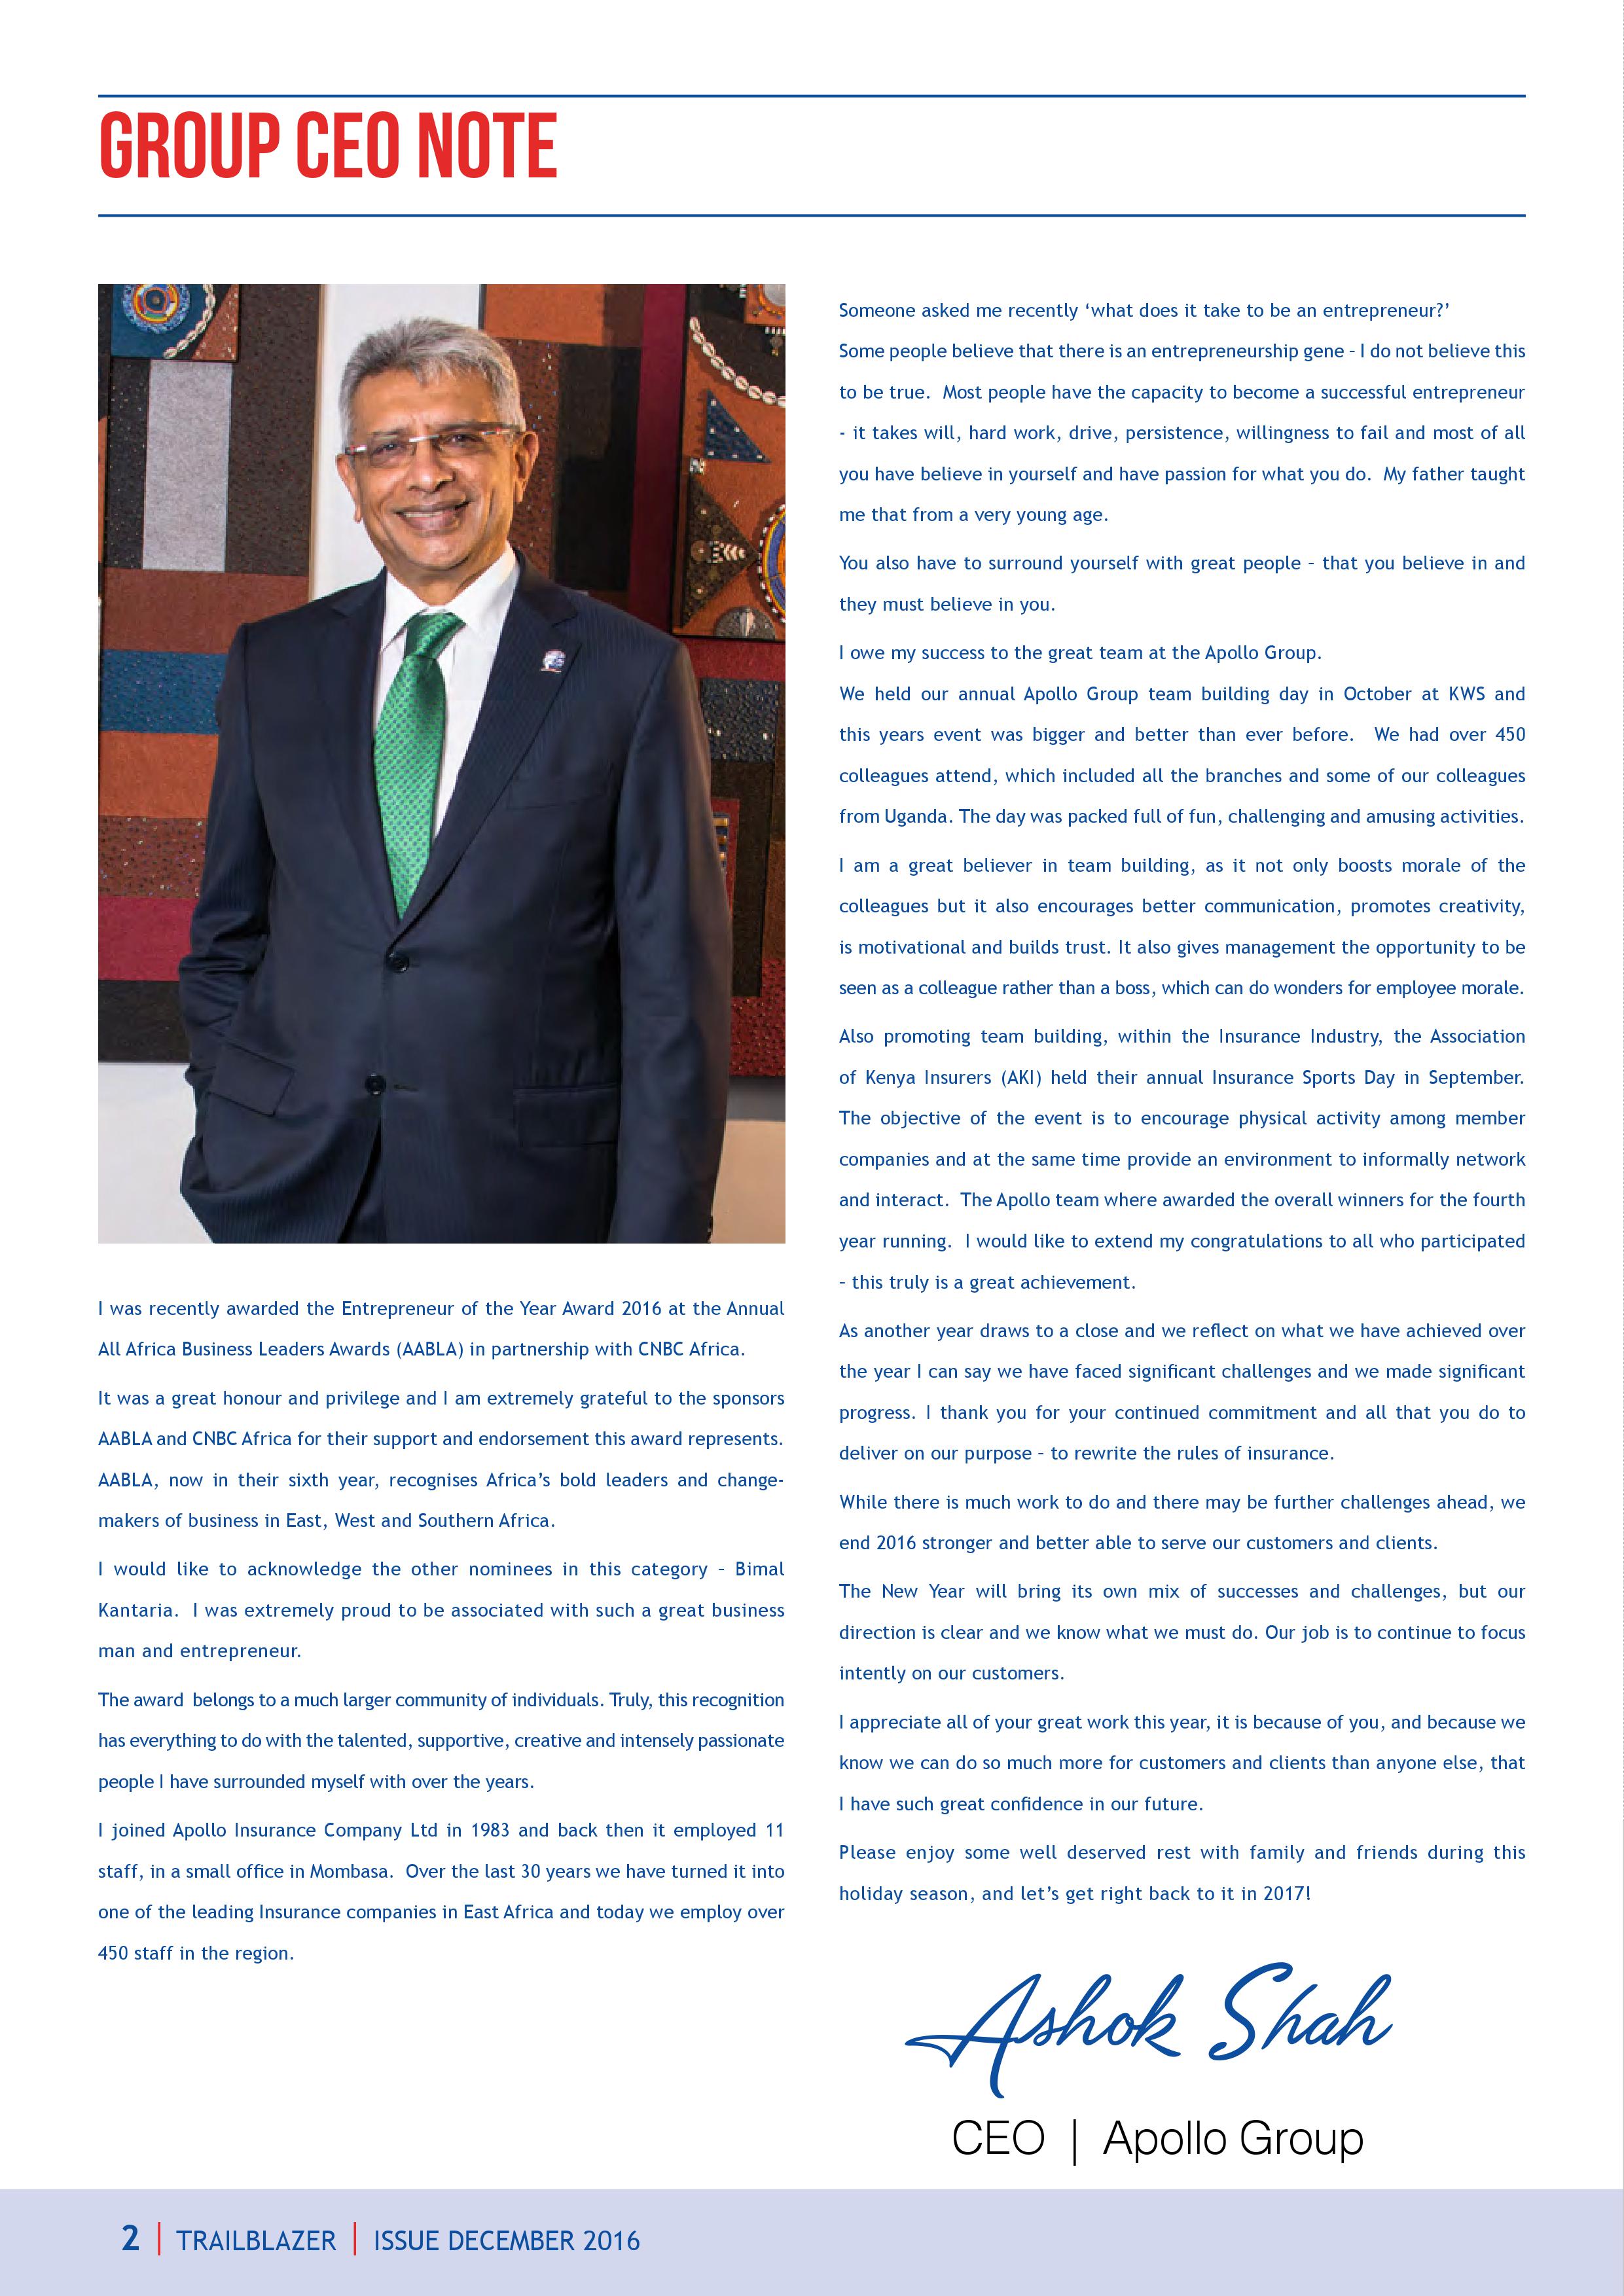 GROUP CEO NOTE
I was recently awarded the Entrepreneur of the Year Award 2016 at the Annual
All Africa Business Leaders Awards (AABLA) in partnership with CNBC Africa.
It was a great honour and privilege and I am extremely grateful to the sponsors
AABLA and CNBC Africa for their support and endorsement this award represents.
AABLA, now in their sixth year, recognises Africa’s bold leaders and change-
makers of business in East, West and Southern Africa.
I would like to acknowledge the other nominees in this category – Bimal
Kantaria. I was extremely proud to be associated with such a great business
man and entrepreneur.
The award belongs to a much larger community of individuals. Truly, this recognition
has everything to do with the talented, supportive, creative and intensely passionate
people I have surrounded myself with over the years.
I joined Apollo Insurance Company Ltd in 1983 and back then it employed 11
staff, in a small office in Mombasa. Over the last 30 years we have turned it into
one of the leading Insurance companies in East Africa and today we employ over
450 staff in the region.
Someone asked me recently ‘what does it take to be an entrepreneur?’
Some people believe that there is an entrepreneurship gene – I do not believe this
to be true. Most people have the capacity to become a successful entrepreneur
- it takes will, hard work, drive, persistence, willingness to fail and most of all
you have believe in yourself and have passion for what you do. My father taught
me that from a very young age.
You also have to surround yourself with great people – that you believe in and
they must believe in you.
I owe my success to the great team at the Apollo Group.
We held our annual Apollo Group team building day in October at KWS and
this years event was bigger and better than ever before. We had over 450
colleagues attend, which included all the branches and some of our colleagues
from Uganda. The day was packed full of fun, challenging and amusing activities.
I am a great believer in team building, as it not only boosts morale of the
colleagues but it also encourages better communication, promotes creativity,
is motivational and builds trust. It also gives management the opportunity to be
seen as a colleague rather than a boss, which can do wonders for employee morale.
Also promoting team building, within the Insurance Industry, the Association
of Kenya Insurers (AKI) held their annual Insurance Sports Day in September.
The objective of the event is to encourage physical activity among member
companies and at the same time provide an environment to informally network
and interact. The Apollo team where awarded the overall winners for the fourth
year running. I would like to extend my congratulations to all who participated
– this truly is a great achievement.
As another year draws to a close and we reflect on what we have achieved over
the year I can say we have faced significant challenges and we made significant
progress. I thank you for your continued commitment and all that you do to
deliver on our purpose – to rewrite the rules of insurance.
While there is much work to do and there may be further challenges ahead, we
end 2016 stronger and better able to serve our customers and clients.
The New Year will bring its own mix of successes and challenges, but our
direction is clear and we know what we must do. Our job is to continue to focus
intently on our customers.
I appreciate all of your great work this year, it is because of you, and because we
know we can do so much more for customers and clients than anyone else, that
I have such great confidence in our future.
Please enjoy some well deserved rest with family and friends during this
holiday season, and let’s get right back to it in 2017!
Ashok Shah
CEO | Apollo Group
2 | TRAILBLAZER | ISSUE DECEMBER 2016